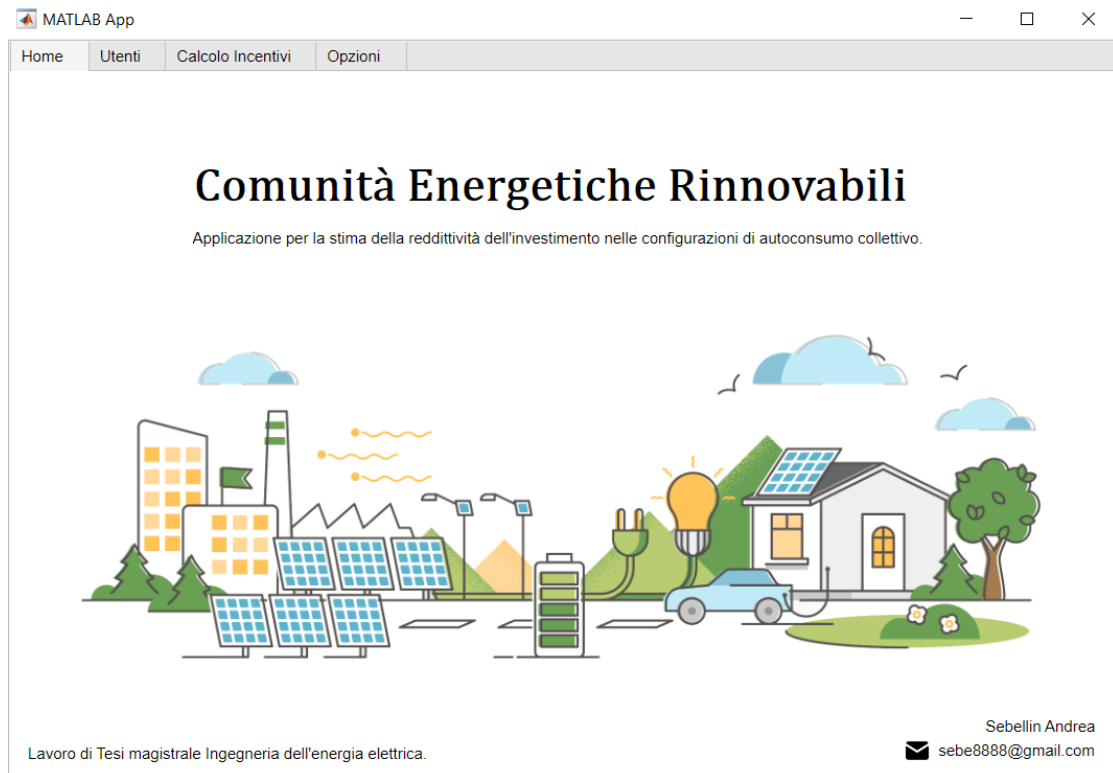 MATLAB App
Home Utenti Calcolo Incentivi Opzioni
Comunità Energetiche Rinnovabili
Applicazione per la stima della reddittività dell'investimento nelle configurazioni di autoconsumo collettivo.
Sebellin Andrea
Lavoro di Tesi magistrale Ingegneria dell'energia elettrica.
sebe8888@gmail.com